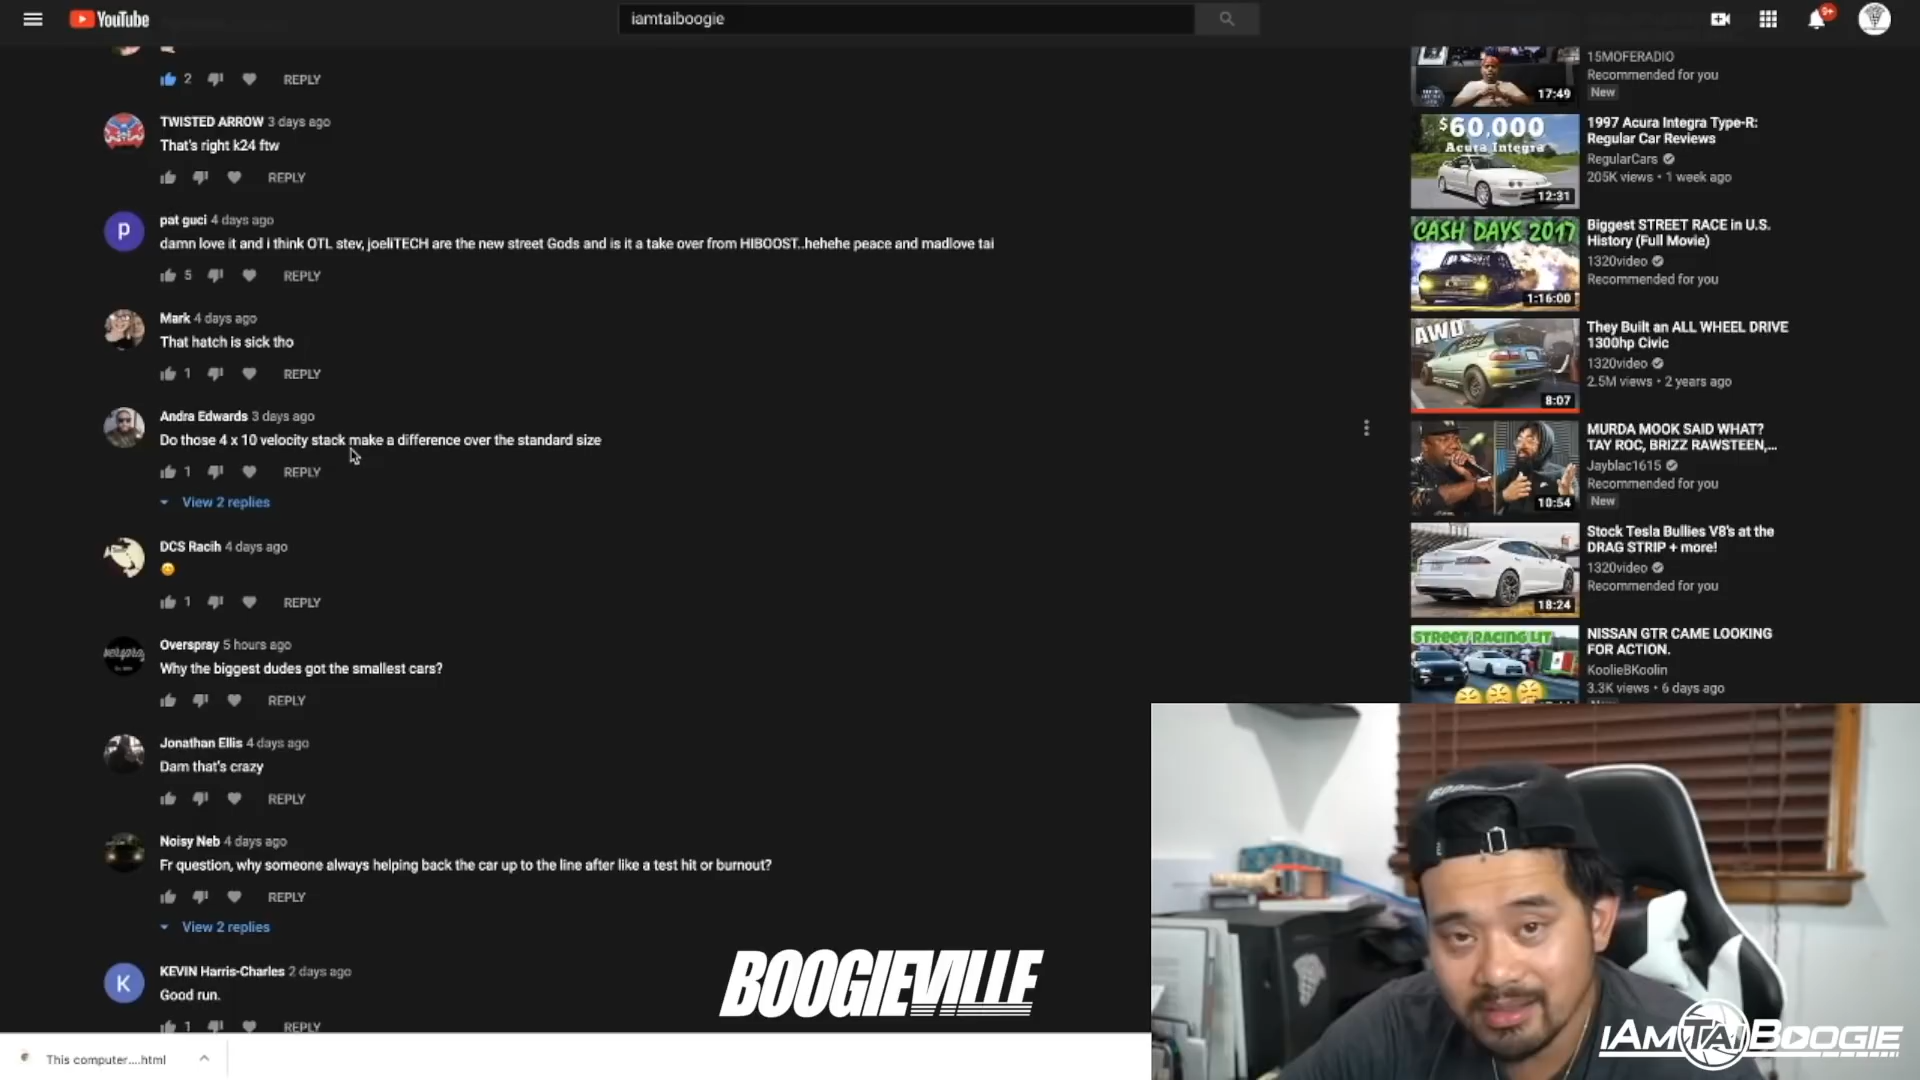 YouTube
iamtaiboogie
9+
2
REPLY
TWISTED ARROW 3 days ago
That's right k24 ftw
REPLY
P
pat guci 4 days ago
damn love it and i think OTL stev, joeliTECH are the new street Gods and is it a take over from HIBOOST..hehehe peace and madlove tai
5
REPLY
Mark 4 days ago
That hatch is sick tho
1
REPLY
Andra Edwards 3 days ago
Do those 4 x 10 velocity stack make a difference over the standard size
1
REPLY
View 2 replies
DCS Racih 4 days ago
😊
1
REPLY
Overspray 5 hours ago
Why the biggest dudes got the smallest cars?
REPLY
Jonathan Ellis 4 days ago
Dam that's crazy
REPLY
Noisy Neb 4 days ago
Fr question, why someone always helping back the car up to the line after like a test hit or burnout?
REPLY
View 2 replies
K
KEVIN Harris-Charles 2 days ago
Good run.
1
REPLY
This computer....html
17:49
15MOFERADIO
Recommended for you
New
$60,000
Acura Integra
12:31
1997 Acura Integra Type-R:
Regular Car Reviews
RegularCars
205K views • 1 week ago
CASH DAYS 2017
1:16:00
Biggest STREET RACE in U.S.
History (Full Movie)
1320video
Recommended for you
AWD
8:07
They Built an ALL WHEEL DRIVE
1300hp Civic
1320video
2.5M views • 2 years ago
10:54
MURDA MOOK SAID WHAT?
TAY ROC, BRIZZ RAWSTEEN,...
Jayblac1615
Recommended for you
New
18:24
Stock Tesla Bullies V8's at the
DRAG STRIP + more!
1320video
Recommended for you
STREET RACING LIT
NISSAN GTR CAME LOOKING
FOR ACTION.
KoolieBKoolin
3.3K views • 6 days ago
BOOGIEVILLE
IAMTAIBOOGIE